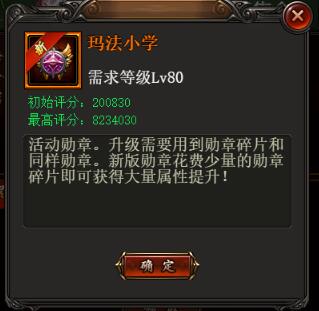 新
玛法小学
需求等级Lv80
初始评分：200830
最高评分：8234030
活动勋章。升级需要用到勋章碎片和
同样勋章。新版勋章花费少量的勋章
碎片即可获得大量属性提升！
确 定